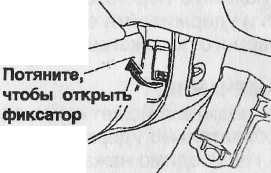 Потяните,
чтобы открыть
фиксатор